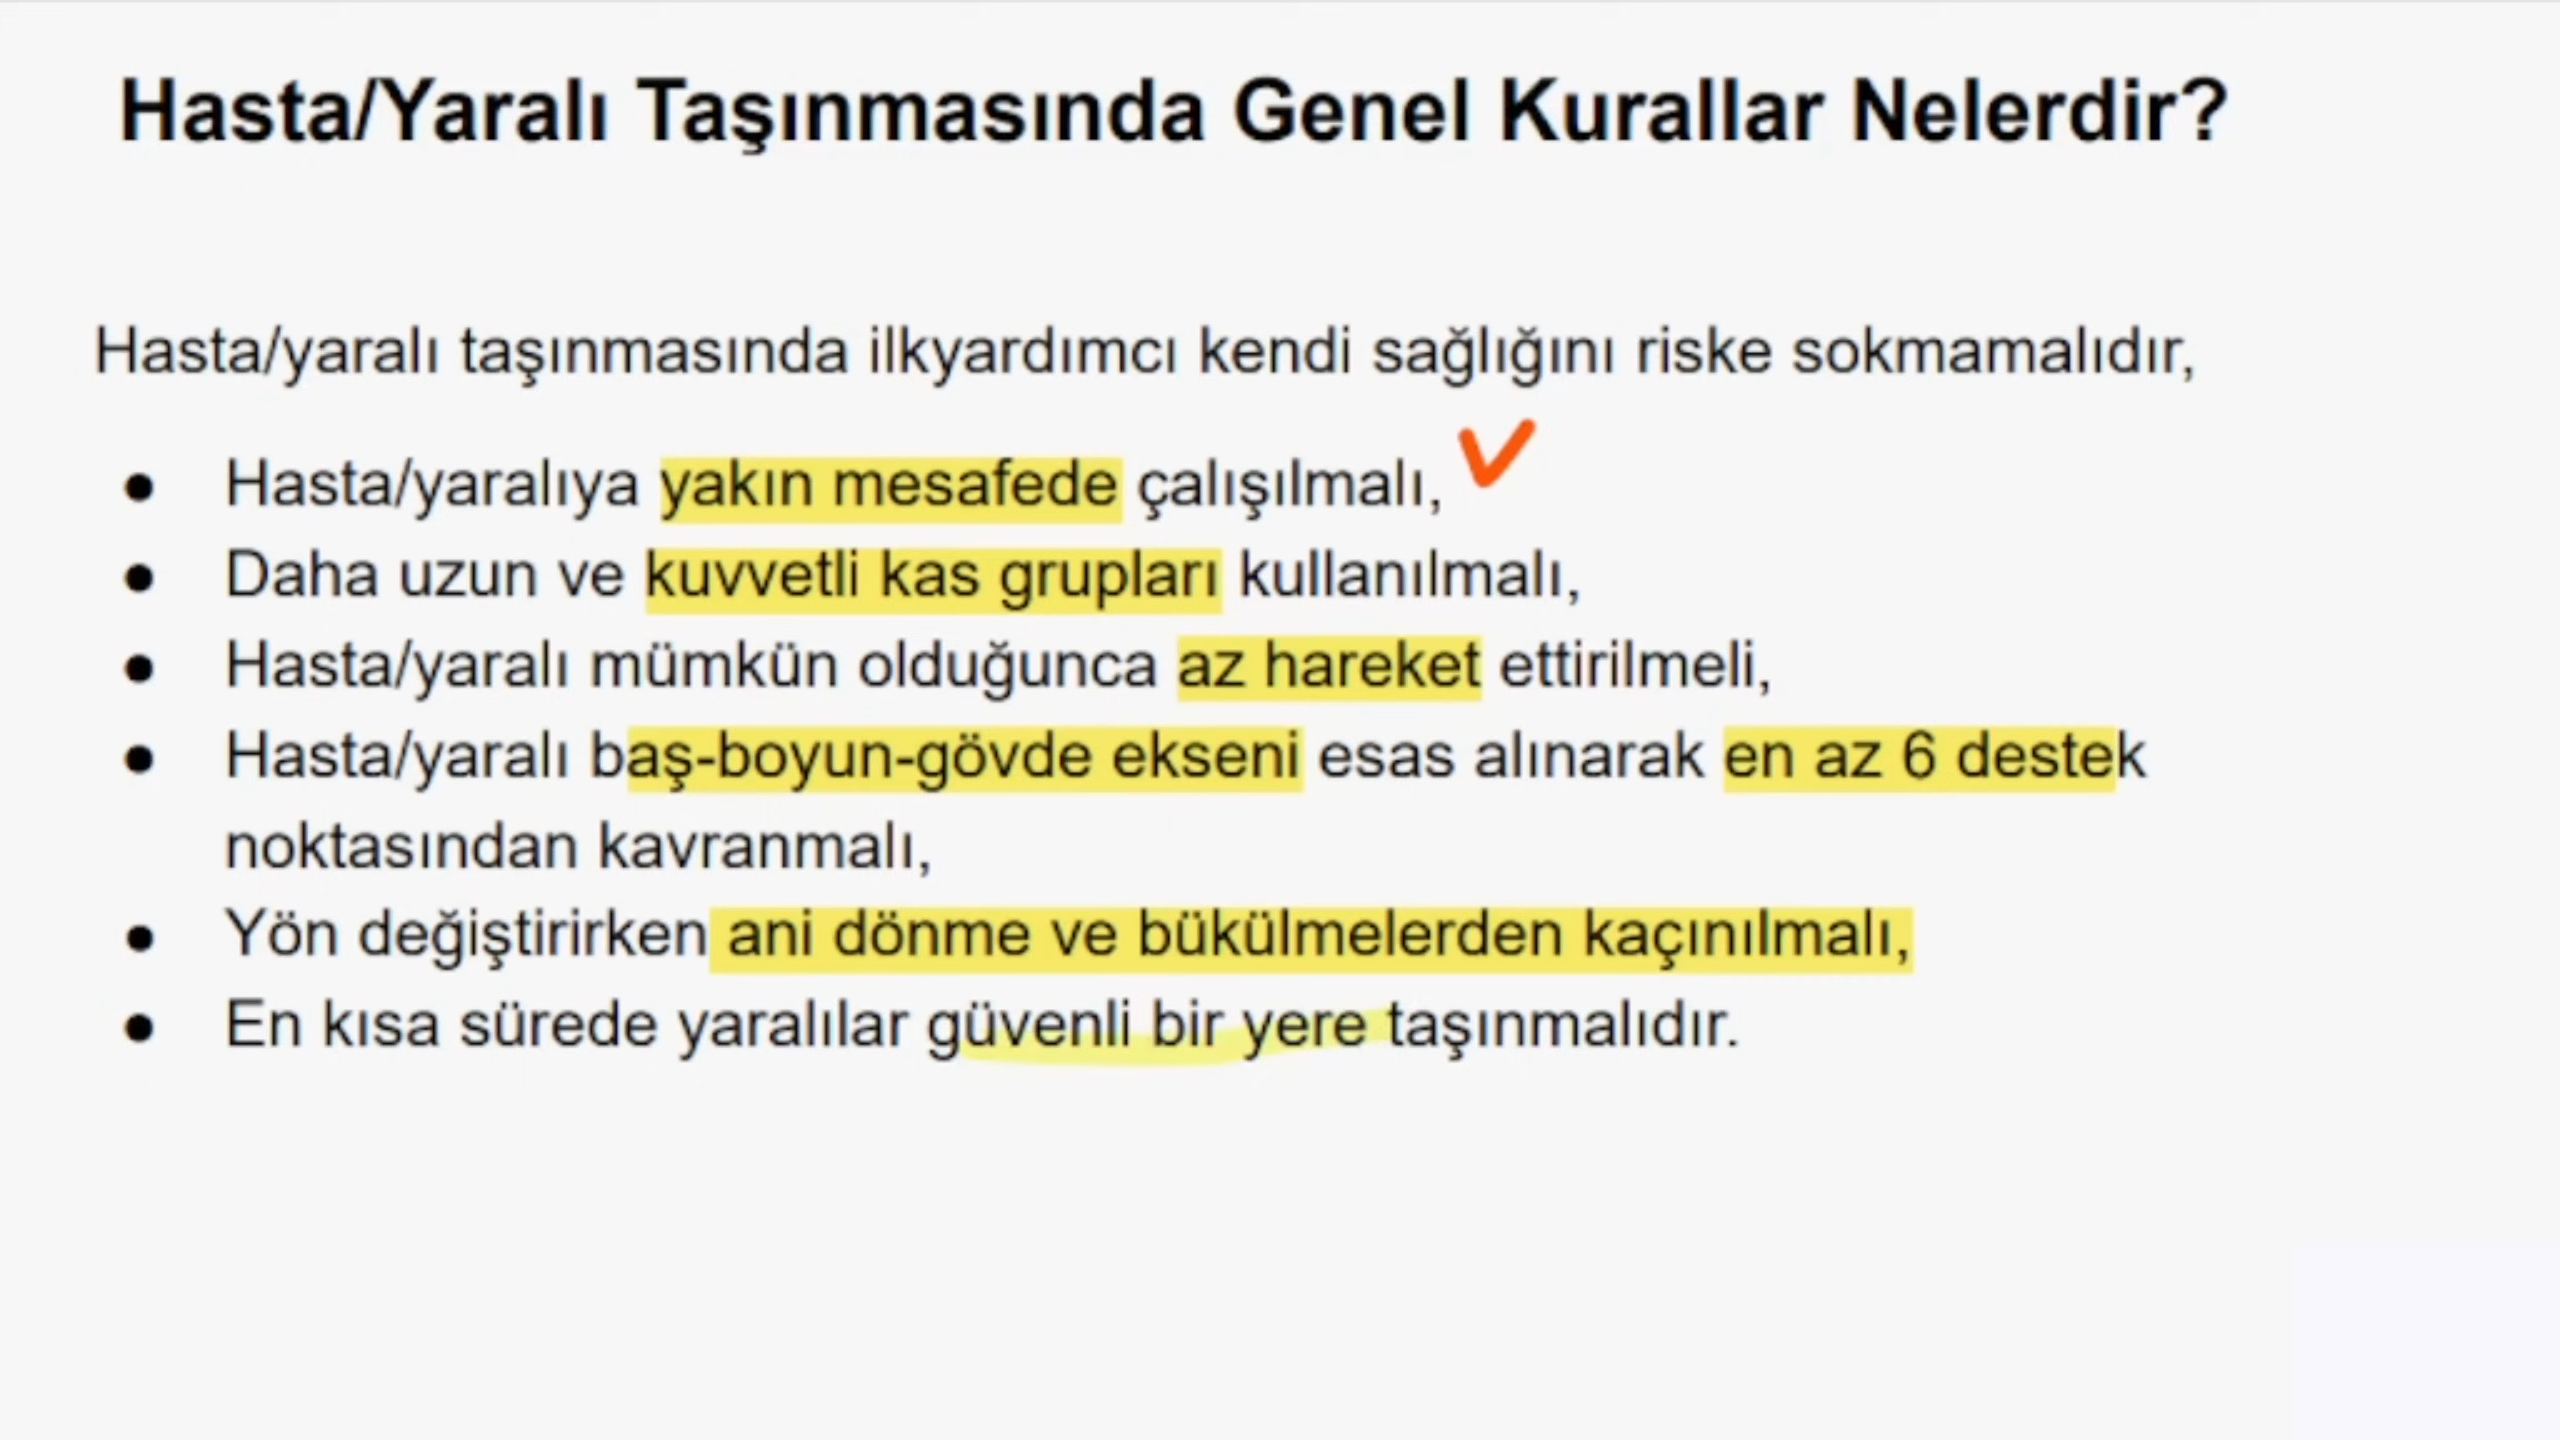 Hasta/Yaralı Taşınmasında Genel Kurallar Nelerdir?
Hasta/yaralı taşınmasında ilkyardımcı kendi sağlığını riske sokmamalıdır,
● Hasta/yaralıya yakın mesafede çalışılmalı,
● Daha uzun ve kuvvetli kas grupları kullanılmalı,
● Hasta/yaralı mümkün olduğunca az hareket ettirilmeli,
● Hasta/yaralı baş-boyun-gövde ekseni esas alınarak en az 6 destek
noktasından kavranmalı,
● Yön değiştirirken ani dönme ve bükülmelerden kaçınılmalı,
● En kısa sürede yaralılar güvenli bir yere taşınmalıdır.